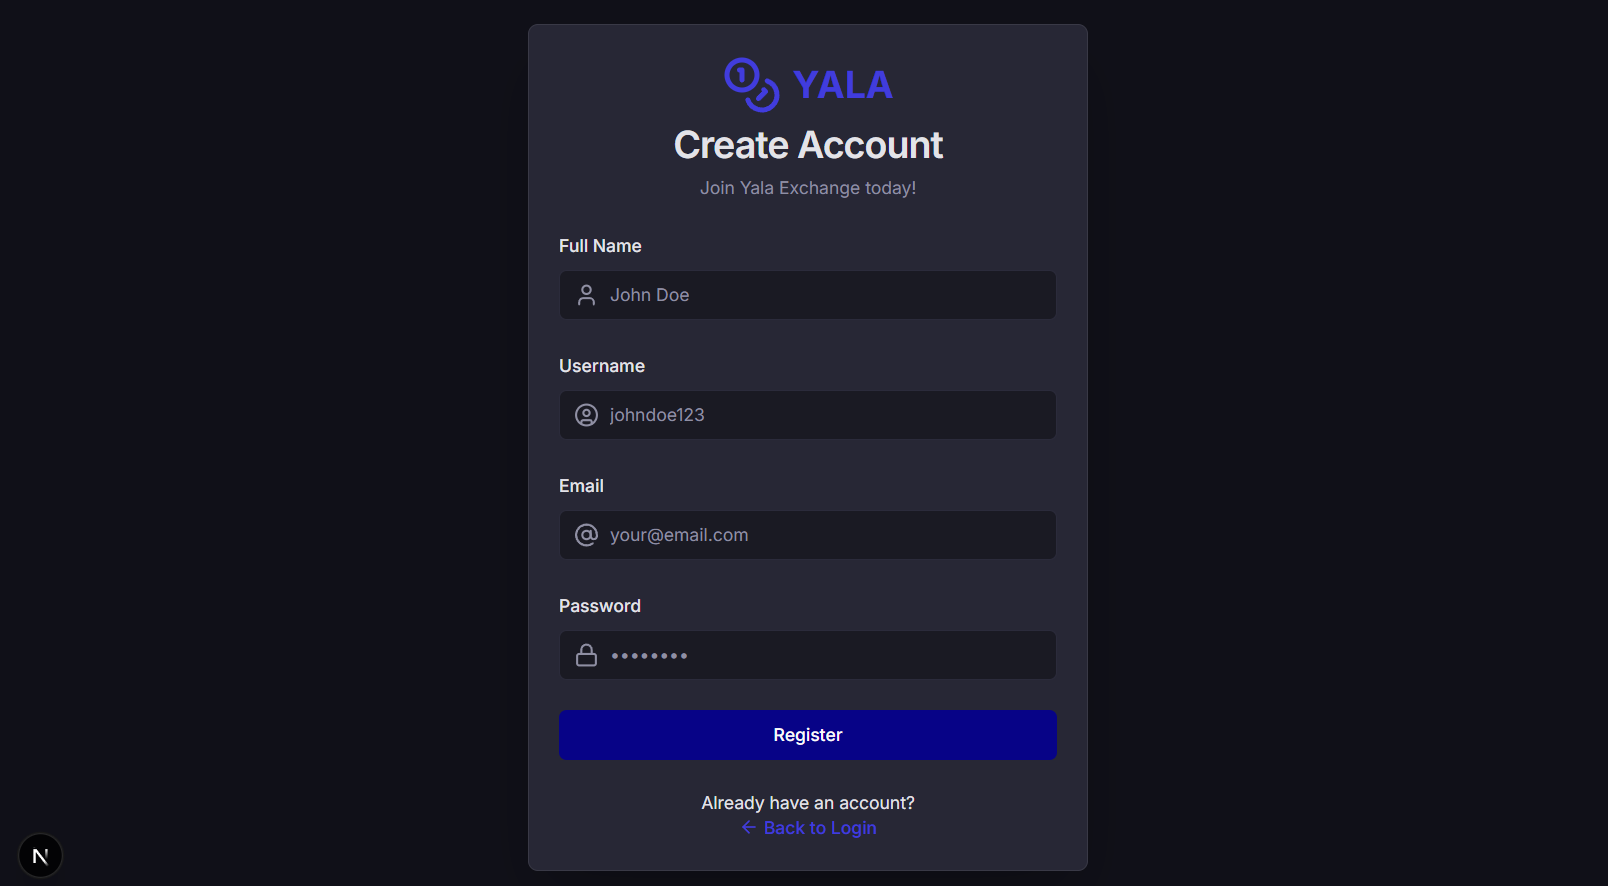 YALA
Create Account
Join Yala Exchange today!
Full Name
John Doe
Username
johndoe123
Email
your@email.com
Password
••••••••
Register
Already have an account?
← Back to Login
N